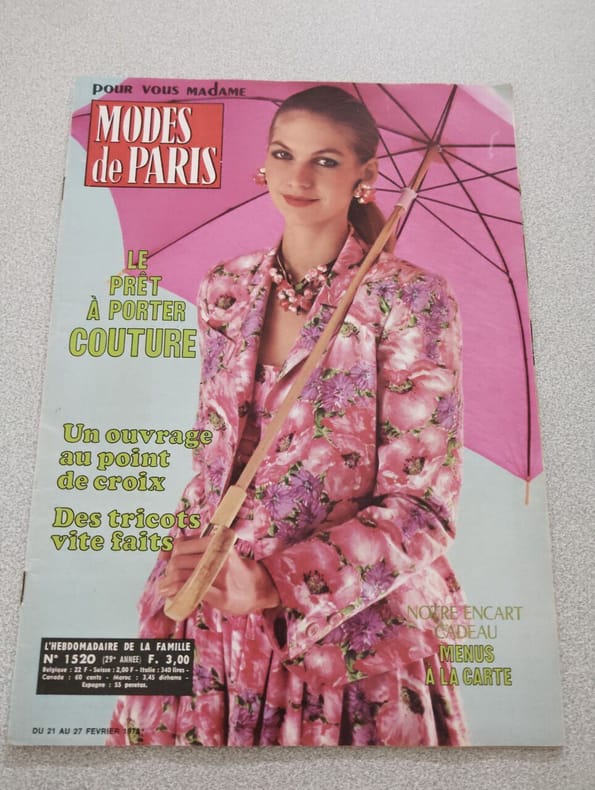 POUR VOUS MADAME
MODES
de PARIS
LE
PRÊT
À PORTER
COUTURE
Un ouvrage
au point
de croix
Des tricots
vite faits
NOTRE ENCART
CADEAU
MENUS
À LA CARTE
L'HEBDOMADAIRE DE LA FAMILLE
N° 1520 (29e ANNÉE) F. 3,00
Belgique : 22 F - Suisse : 2,00 F - Italie : 340 lires -
Canada : 60 cents - Maroc : 3,45 dirhams -
Espagne : 55 pesetas.
DU 21 AU 27 FEVRIER